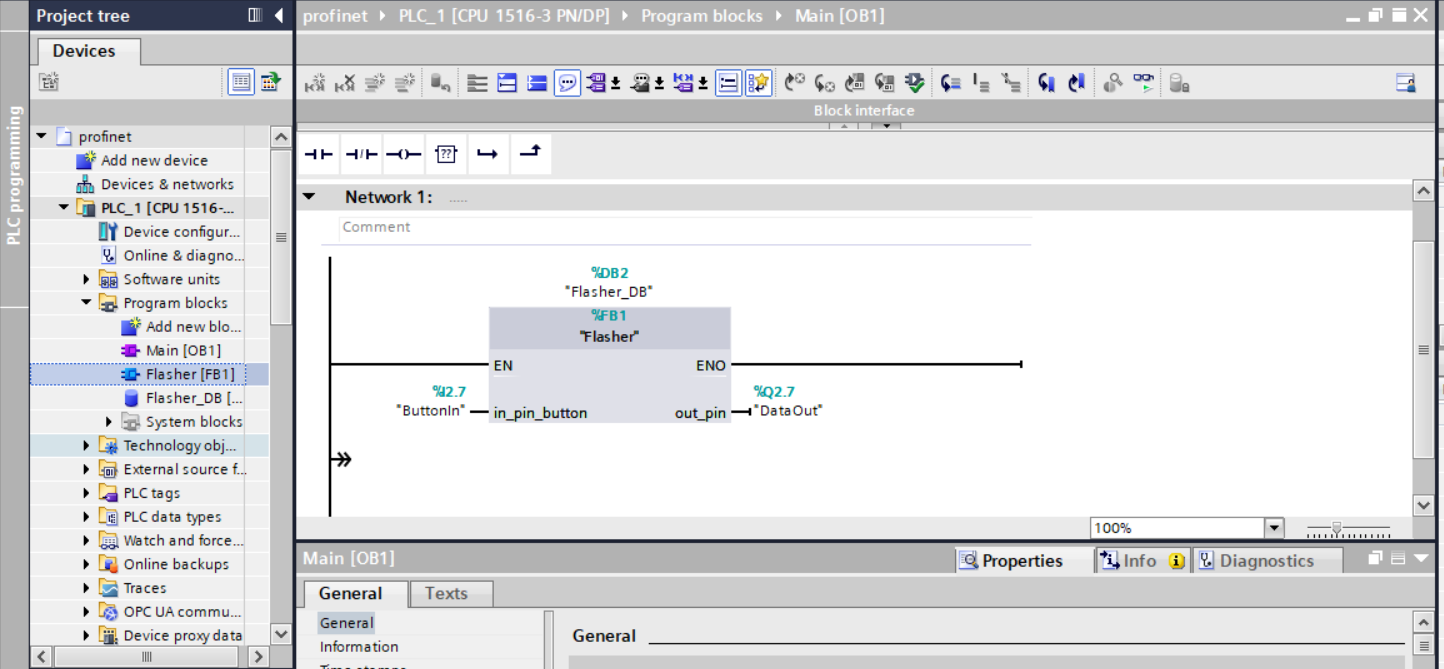 Project tree
Devices
PLC programming
profinet
Add new device
Devices & networks
PLC_1 [CPU 1516-...
Device configur...
Online & diagno...
Software units
Program blocks
Add new blo...
Main [OB1]
Flasher [FB1]
Flasher_DB [...
System blocks
Technology obj...
External source f...
PLC tags
PLC data types
Watch and force...
Online backups
Traces
OPC UA commu...
Device proxy data
profinet PLC_1 [CPU 1516-3 PN/DP] Program blocks Main [OB1]
Block interface
??
Network 1: .....
Comment
%DB2
"Flasher_DB"
%FB1
"Flasher"
EN ENO
%I2.7 %Q2.7
"ButtonIn" in_pin_button out_pin "DataOut"
100%
Main [OB1]
Properties Info Diagnostics
General Texts
General
Information
General